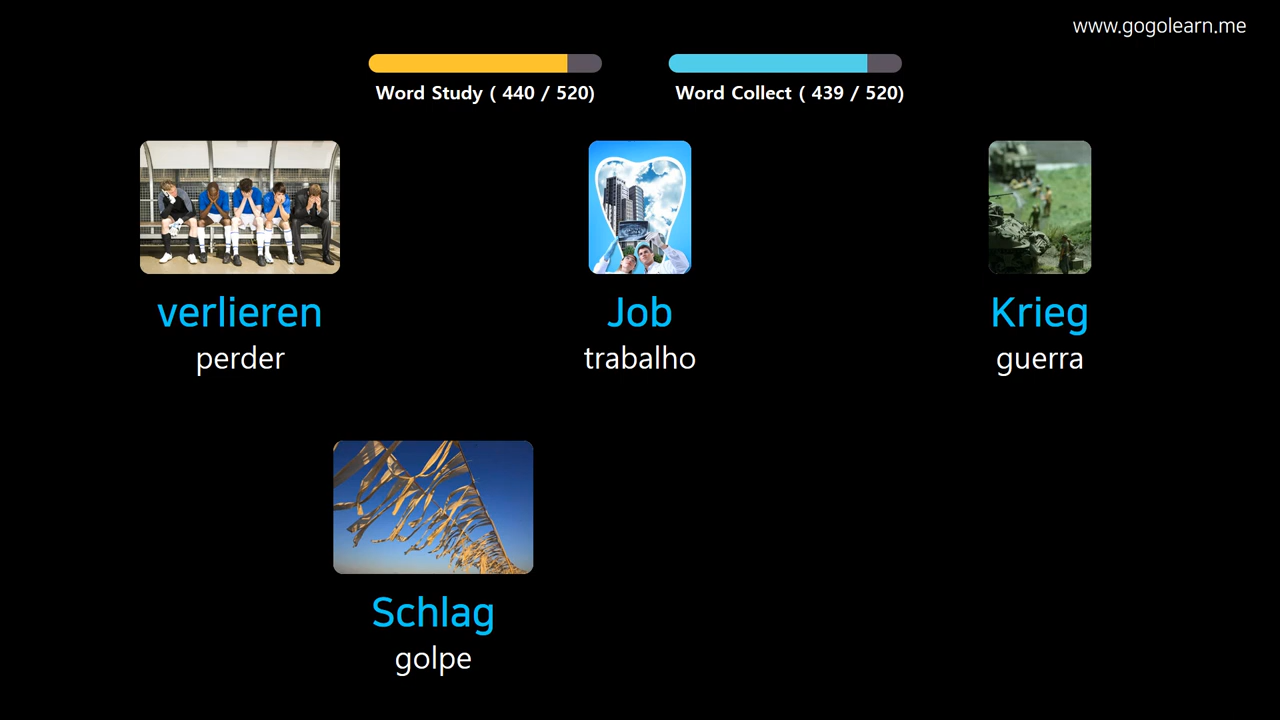 www.gogolearn.me
Word Study ( 440 / 520)
Word Collect ( 439 / 520)
verlieren
perder
Job
trabalho
Krieg
guerra
Schlag
golpe